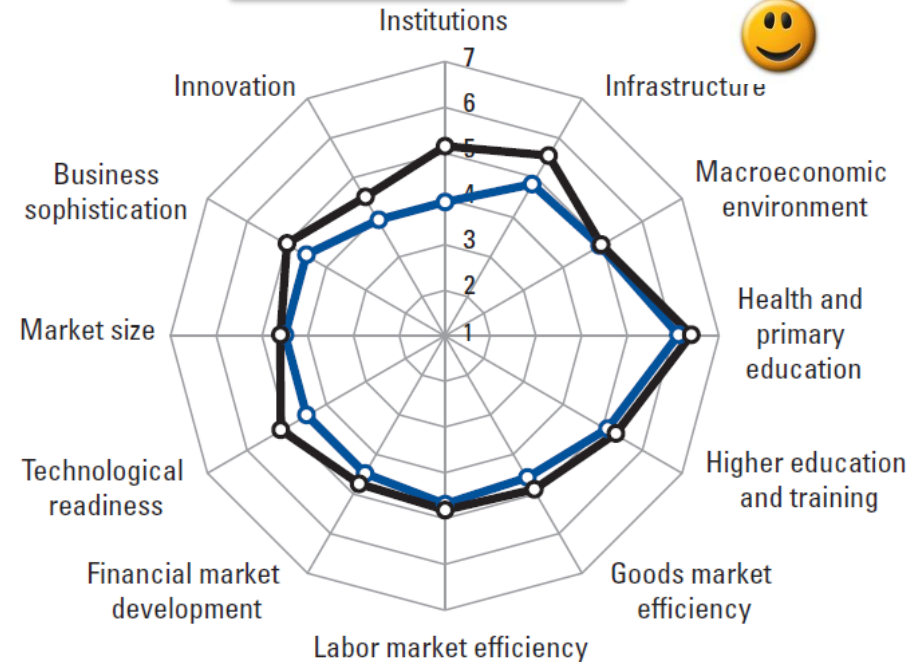 Institutions
7
6
5
4
3
2
1
Infrastructure
Macroeconomic
environment
Health and
primary
education
Higher education
and training
Goods market
efficiency
Labor market efficiency
Financial market
development
Technological
readiness
Market size
Business
sophistication
Innovation